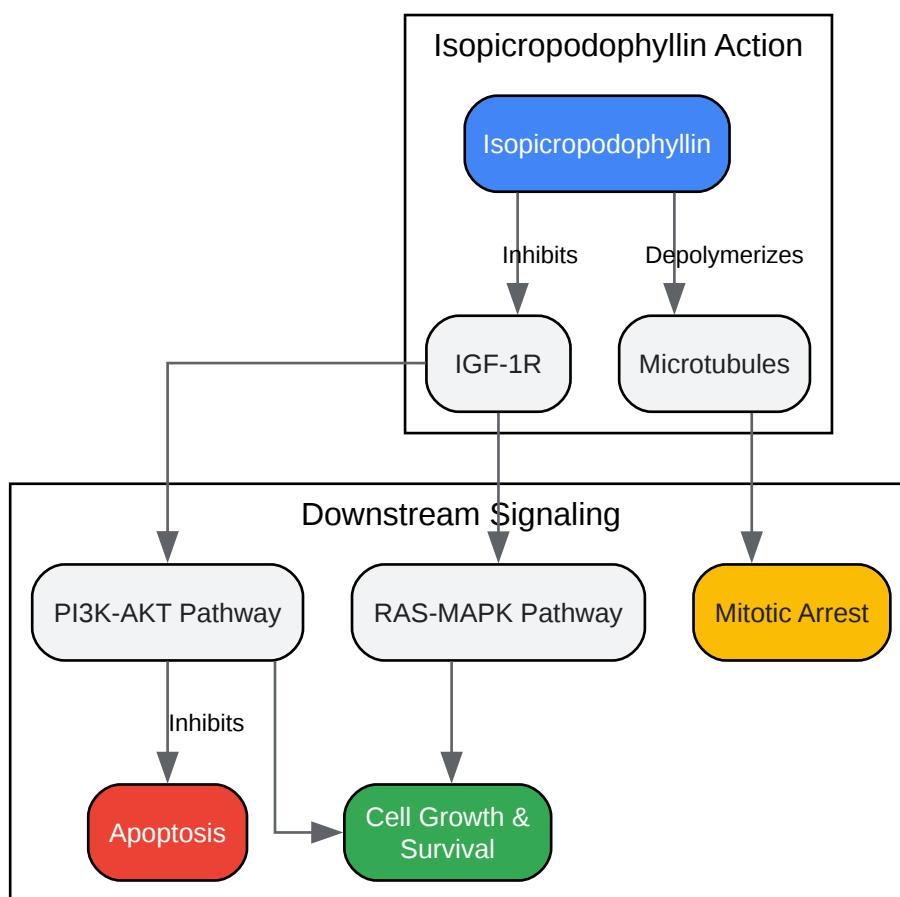 Isopicropodophyllin Action
Isopicropodophyllin
Inhibits
Depolymerizes
IGF-1R
Microtubules
Downstream Signaling
PI3K-AKT Pathway
RAS-MAPK Pathway
Mitotic Arrest
Inhibits
Apoptosis
Cell Growth &
Survival